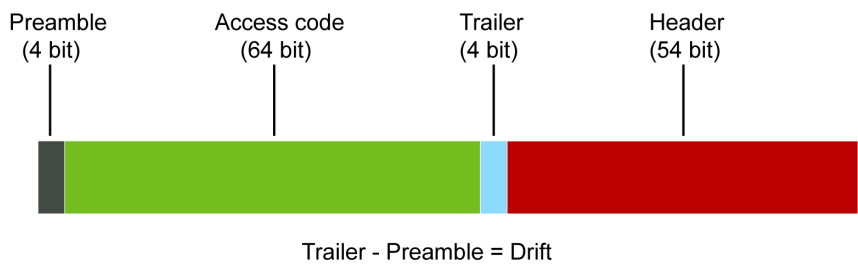 Preamble
(4 bit)
Access code
(64 bit)
Trailer
(4 bit)
Header
(54 bit)
Trailer - Preamble = Drift